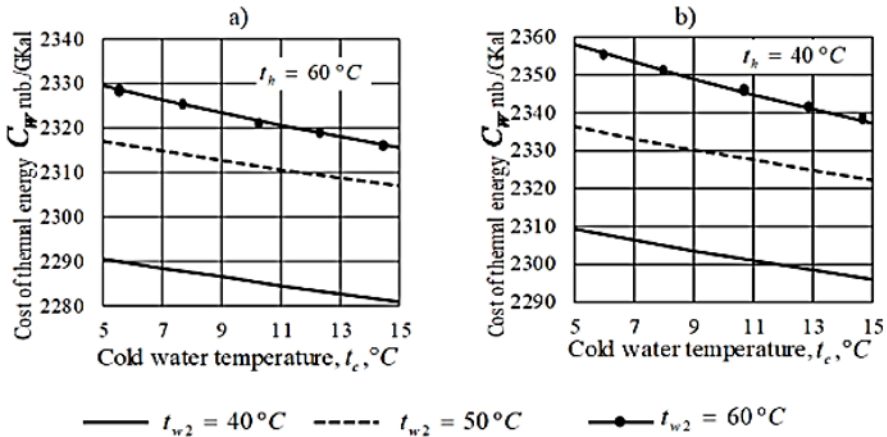 a)
Cost of thermal energy C_w rub/GKal
2340
2330
2320
2310
2300
2290
2280
t_h = 60 °C
5 7 9 11 13 15
Cold water temperature, t_c, °C
b)
Cost of thermal energy C_w rub/GKal
2360
2350
2340
2330
2320
2310
2300
2290
t_h = 40 °C
5 7 9 11 13 15
Cold water temperature, t_c, °C
t_w2 = 40 °C t_w2 = 50 °C t_w2 = 60 °C